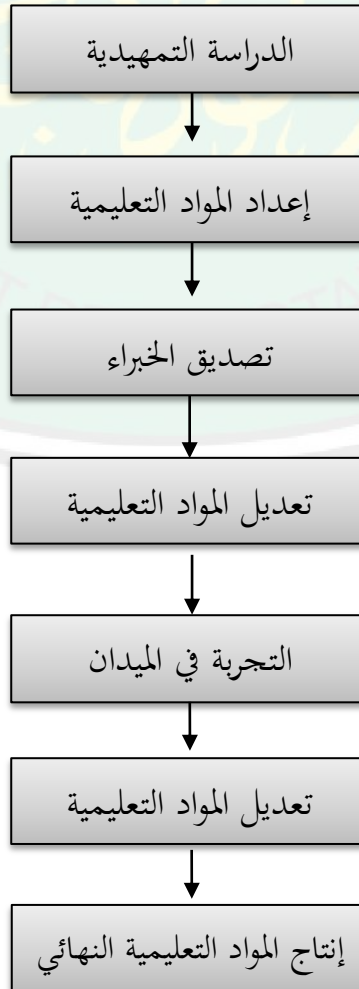 الدراسة التمهيدية
إعداد المواد التعليمية
تصديق الخبراء
تعديل المواد التعليمية
التجربة في الميدان
تعديل المواد التعليمية
إنتاج المواد التعليمية النهائي